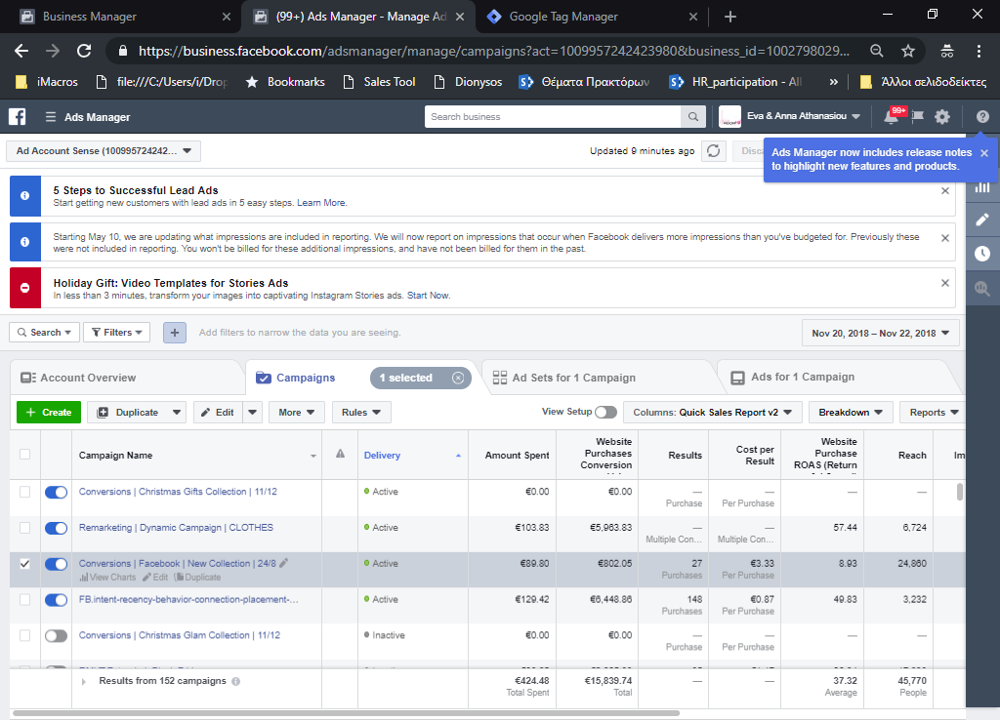 Business Manager
(99+) Ads Manager - Manage Ad
Google Tag Manager
https://business.facebook.com/adsmanager/manage/campaigns?act=100995724242398&business_id=1002798029...
iMacros
file:///C:/Users/i/Drop
Bookmarks
Sales Tool
Dionysos
Θέματα Πρακτόρων
HR_participation - All
»
Άλλοι σελιδοδείκτες
Ads Manager
Search business
Eva & Anna Athanasiou
99+
Ad Account Sense (100995724242...
Updated 9 minutes ago
Disca
Ads Manager now includes release notes
to highlight new features and products.
5 Steps to Successful Lead Ads
Start getting new customers with lead ads in 5 easy steps. Learn More.
Starting May 10, we are updating what impressions are included in reporting. We will now report on impressions that occur when Facebook delivers more impressions than you've budgeted for. Previously these
were not included in reporting. You won't be billed for these additional impressions, and have not been billed for them in the past.
Holiday Gift: Video Templates for Stories Ads
In less than 3 minutes, transform your images into captivating Instagram Stories ads. Start Now.
Search
Filters
+
Add filters to narrow the data you are seeing.
Nov 20, 2018 – Nov 22, 2018
Account Overview
Campaigns
1 selected
Ad Sets for 1 Campaign
Ads for 1 Campaign
+ Create
Duplicate
Edit
More
Rules
View Setup
Columns: Quick Sales Report v2
Breakdown
Reports
Campaign Name
Delivery
Amount Spent
Website
Purchases
Conversion
Results
Cost per
Result
Website
Purchase
ROAS (Return
Reach
Im
Conversions | Christmas Gifts Collection | 11/12
Active
€0.00
€0.00
—
Purchase
—
Per Purchase
—
—
Remarketing | Dynamic Campaign | CLOTHES
Active
€103.83
€5,963.83
—
Multiple Con...
—
Multiple Con...
57.44
6,724
Conversions | Facebook | New Collection | 24/8
View Charts
Edit
Duplicate
Active
€89.80
€802.05
27
Purchases
€3.33
Per Purchase
8.93
24,860
FB.intent-recency-behavior-connection-placement-...
Active
€129.42
€6,448.86
148
Purchases
€0.87
Per Purchase
49.83
3,232
Conversions | Christmas Glam Collection | 11/12
Inactive
€0.00
€0.00
—
Purchase
—
Per Purchase
—
—
Results from 152 campaigns
€424.48
Total Spent
€15,839.74
Total
—
—
37.32
Average
45,770
People